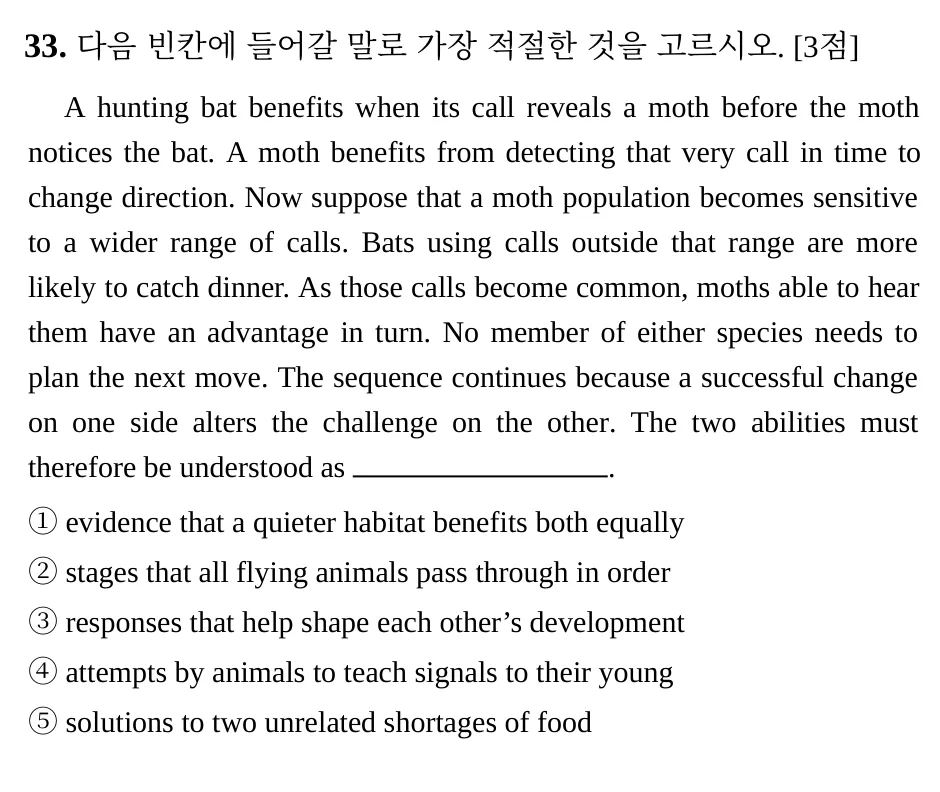 33. 다음 빈칸에 들어갈 말로 가장 적절한 것을 고르시오. [3점]
A hunting bat benefits when its call reveals a moth before the moth
notices the bat. A moth benefits from detecting that very call in time to
change direction. Now suppose that a moth population becomes sensitive
to a wider range of calls. Bats using calls outside that range are more
likely to catch dinner. As those calls become common, moths able to hear
them have an advantage in turn. No member of either species needs to
plan the next move. The sequence continues because a successful change
on one side alters the challenge on the other. The two abilities must
therefore be understood as ________________.
① evidence that a quieter habitat benefits both equally
② stages that all flying animals pass through in order
③ responses that help shape each other’s development
④ attempts by animals to teach signals to their young
⑤ solutions to two unrelated shortages of food